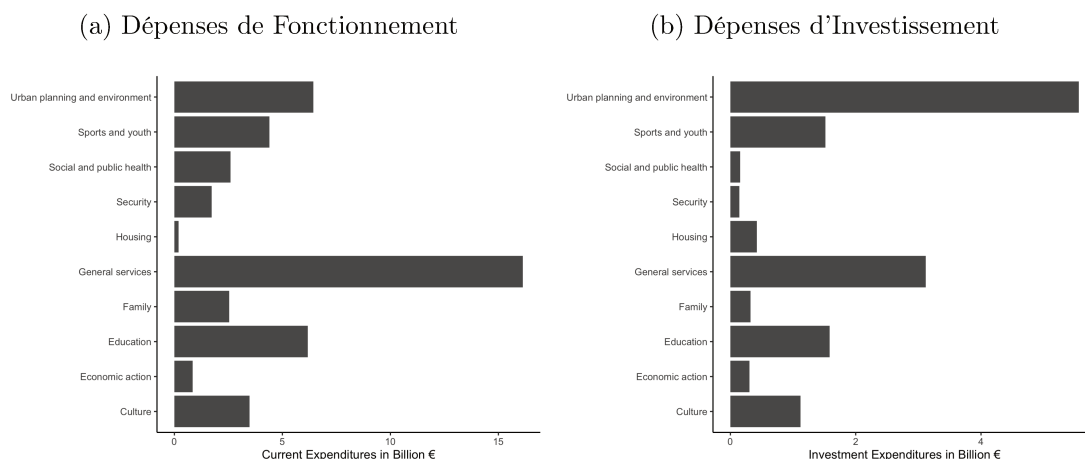 (a) Dépenses de Fonctionnement
Urban planning and environment
Sports and youth
Social and public health
Security
Housing
General services
Family
Education
Economic action
Culture
0 5 10 15
Current Expenditures in Billion €
(b) Dépenses d'Investissement
Urban planning and environment
Sports and youth
Social and public health
Security
Housing
General services
Family
Education
Economic action
Culture
0 2 4
Investment Expenditures in Billion €